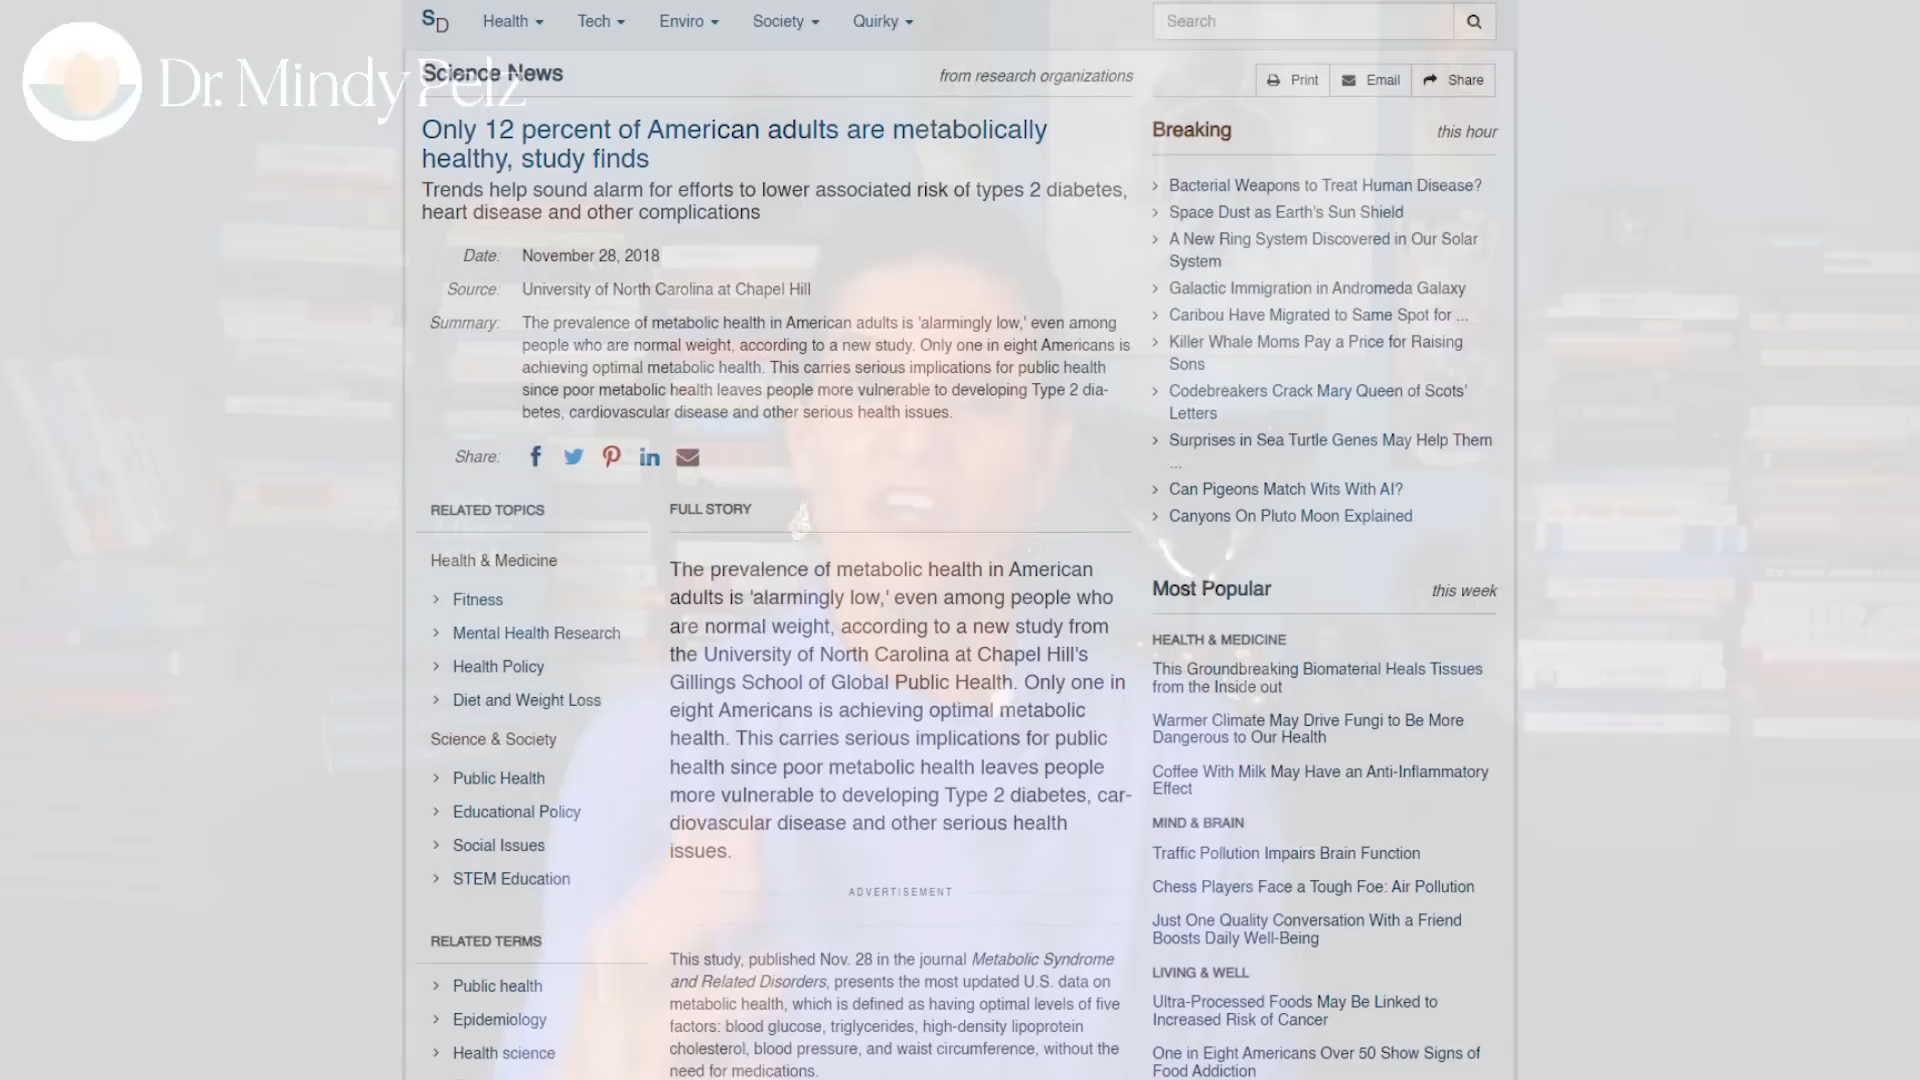 SD
Health
Tech
Enviro
Society
Quirky
Search
Dr. Mindy Pelz
Science News
from research organizations
Print
Email
Share
Only 12 percent of American adults are metabolically
healthy, study finds
Trends help sound alarm for efforts to lower associated risk of types 2 diabetes,
heart disease and other complications
Date: November 28, 2018
Source: University of North Carolina at Chapel Hill
Summary: The prevalence of metabolic health in American adults is 'alarmingly low,' even among
people who are normal weight, according to a new study. Only one in eight Americans is
achieving optimal metabolic health. This carries serious implications for public health
since poor metabolic health leaves people more vulnerable to developing Type 2 dia-
betes, cardiovascular disease and other serious health issues.
Share:
RELATED TOPICS
Health & Medicine
Fitness
Mental Health Research
Health Policy
Diet and Weight Loss
Science & Society
Public Health
Educational Policy
Social Issues
STEM Education
RELATED TERMS
Public health
Epidemiology
Health science
FULL STORY
The prevalence of metabolic health in American
adults is 'alarmingly low,' even among people who
are normal weight, according to a new study from
the University of North Carolina at Chapel Hill's
Gillings School of Global Public Health. Only one in
eight Americans is achieving optimal metabolic
health. This carries serious implications for public
health since poor metabolic health leaves people
more vulnerable to developing Type 2 diabetes, car-
diovascular disease and other serious health
issues.
ADVERTISEMENT
This study, published Nov. 28 in the journal Metabolic Syndrome
and Related Disorders, presents the most updated U.S. data on
metabolic health, which is defined as having optimal levels of five
factors: blood glucose, triglycerides, high-density lipoprotein
cholesterol, blood pressure, and waist circumference, without the
need for medications.
Breaking
this hour
Bacterial Weapons to Treat Human Disease?
Space Dust as Earth's Sun Shield
A New Ring System Discovered in Our Solar
System
Galactic Immigration in Andromeda Galaxy
Caribou Have Migrated to Same Spot for ...
Killer Whale Moms Pay a Price for Raising
Sons
Codebreakers Crack Mary Queen of Scots'
Letters
Surprises in Sea Turtle Genes May Help Them
...
Can Pigeons Match Wits With AI?
Canyons On Pluto Moon Explained
Most Popular
this week
HEALTH & MEDICINE
This Groundbreaking Biomaterial Heals Tissues
from the Inside out
Warmer Climate May Drive Fungi to Be More
Dangerous to Our Health
Coffee With Milk May Have an Anti-Inflammatory
Effect
MIND & BRAIN
Traffic Pollution Impairs Brain Function
Chess Players Face a Tough Foe: Air Pollution
Just One Quality Conversation With a Friend
Boosts Daily Well-Being
LIVING & WELL
Ultra-Processed Foods May Be Linked to
Increased Risk of Cancer
One in Eight Americans Over 50 Show Signs of
Food Addiction